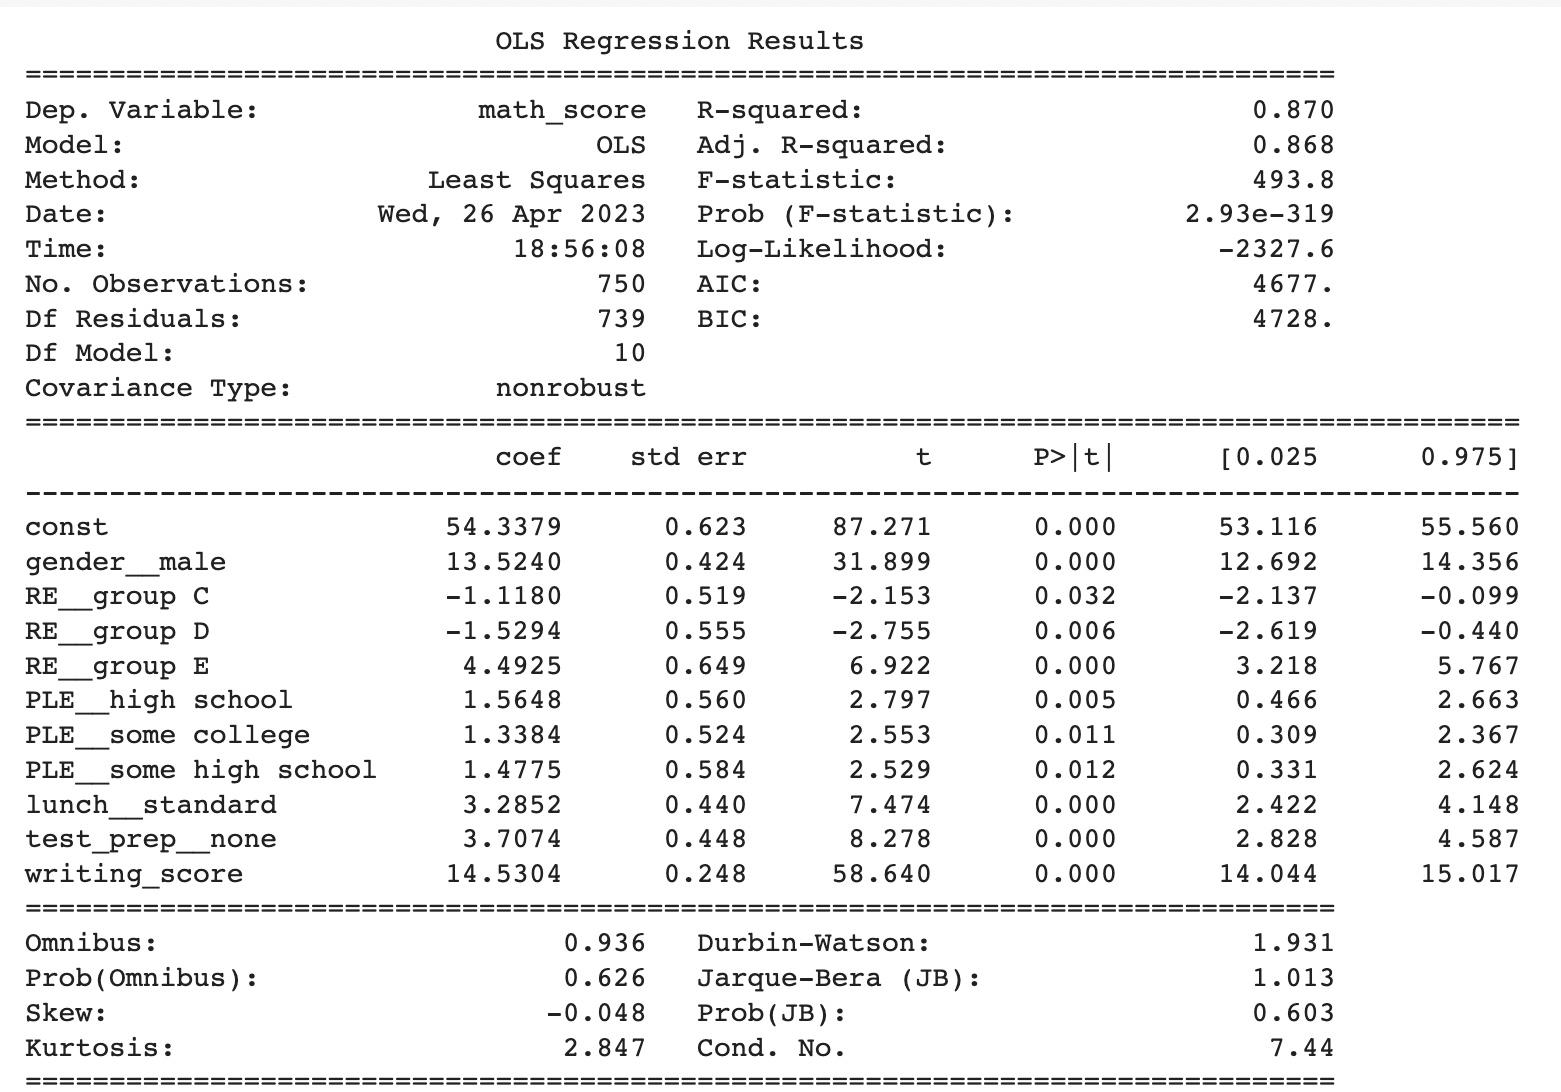 OLS Regression Results
==============================================================================
Dep. Variable: math_score R-squared: 0.870
Model: OLS Adj. R-squared: 0.868
Method: Least Squares F-statistic: 493.8
Date: Wed, 26 Apr 2023 Prob (F-statistic): 2.93e-319
Time: 18:56:08 Log-Likelihood: -2327.6
No. Observations: 750 AIC: 4677.
Df Residuals: 739 BIC: 4728.
Df Model: 10
Covariance Type: nonrobust
=========================================================================================
coef std err t P>|t| [0.025 0.975]
-----------------------------------------------------------------------------------------
const 54.3379 0.623 87.271 0.000 53.116 55.560
gender__male 13.5240 0.424 31.899 0.000 12.692 14.356
RE__group C -1.1180 0.519 -2.153 0.032 -2.137 -0.099
RE__group D -1.5294 0.555 -2.755 0.006 -2.619 -0.440
RE__group E 4.4925 0.649 6.922 0.000 3.218 5.767
PLE__high school 1.5648 0.560 2.797 0.005 0.466 2.663
PLE__some college 1.3384 0.524 2.553 0.011 0.309 2.367
PLE__some high school 1.4775 0.584 2.529 0.012 0.331 2.624
lunch__standard 3.2852 0.440 7.474 0.000 2.422 4.148
test_prep__none 3.7074 0.448 8.278 0.000 2.828 4.587
writing_score 14.5304 0.248 58.640 0.000 14.044 15.017
==============================================================================
Omnibus: 0.936 Durbin-Watson: 1.931
Prob(Omnibus): 0.626 Jarque-Bera (JB): 1.013
Skew: -0.048 Prob(JB): 0.603
Kurtosis: 2.847 Cond. No. 7.44
==============================================================================